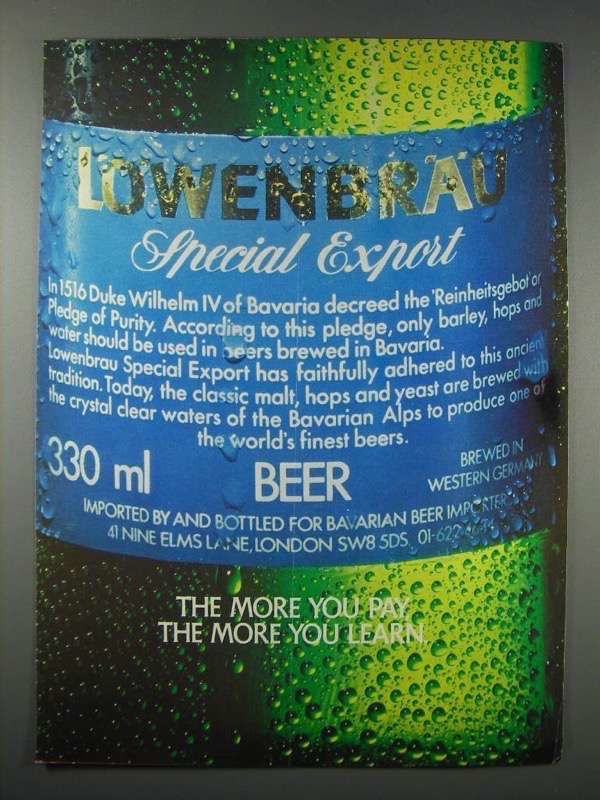 LÖWENBRÄU
Special Export
In 1516 Duke Wilhelm IV of Bavaria decreed the 'Reinheitsgebot' or
Pledge of Purity. According to this pledge, only barley, hops and
water should be used in beers brewed in Bavaria.
Lowenbrau Special Export has faithfully adhered to this ancient
tradition. Today, the classic malt, hops and yeast are brewed with
the crystal clear waters of the Bavarian Alps to produce one of
the world's finest beers.
330 ml
BEER
BREWED IN
WESTERN GERMANY
IMPORTED BY AND BOTTLED FOR BAVARIAN BEER
41 NINE ELMS LANE, LONDON SW8 5DS,
THE MORE YOU PAY
THE MORE YOU LEARN.